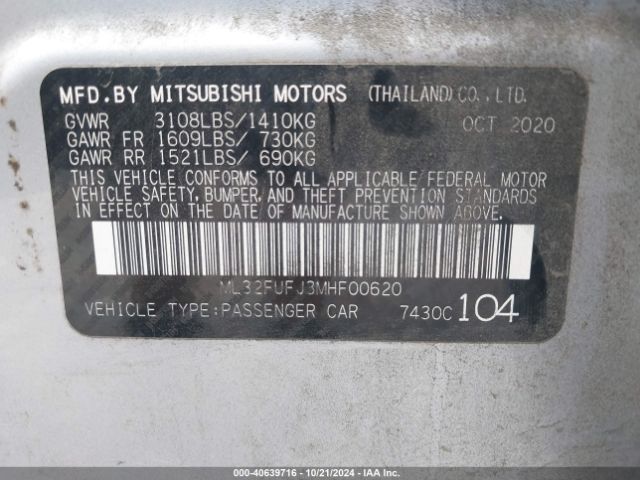 MFD.BY MITSUBISHI MOTORS (THAILAND) CO.,LTD.
GVWR 3108LBS/1410KG OCT 2020
GAWR FR 1609LBS/ 730KG
GAWR RR 1521LBS/ 690KG
THIS VEHICLE CONFORMS TO ALL APPLICABLE FEDERAL MOTOR
VEHICLE SAFETY, BUMPER, AND THEFT PREVENTION STANDARDS
IN EFFECT ON THE DATE OF MANUFACTURE SHOWN ABOVE.
ML32FUFJ3MHF00620
VEHICLE TYPE:PASSENGER CAR 7430C 104
000-40639716 - 10/21/2024 - IAA Inc.